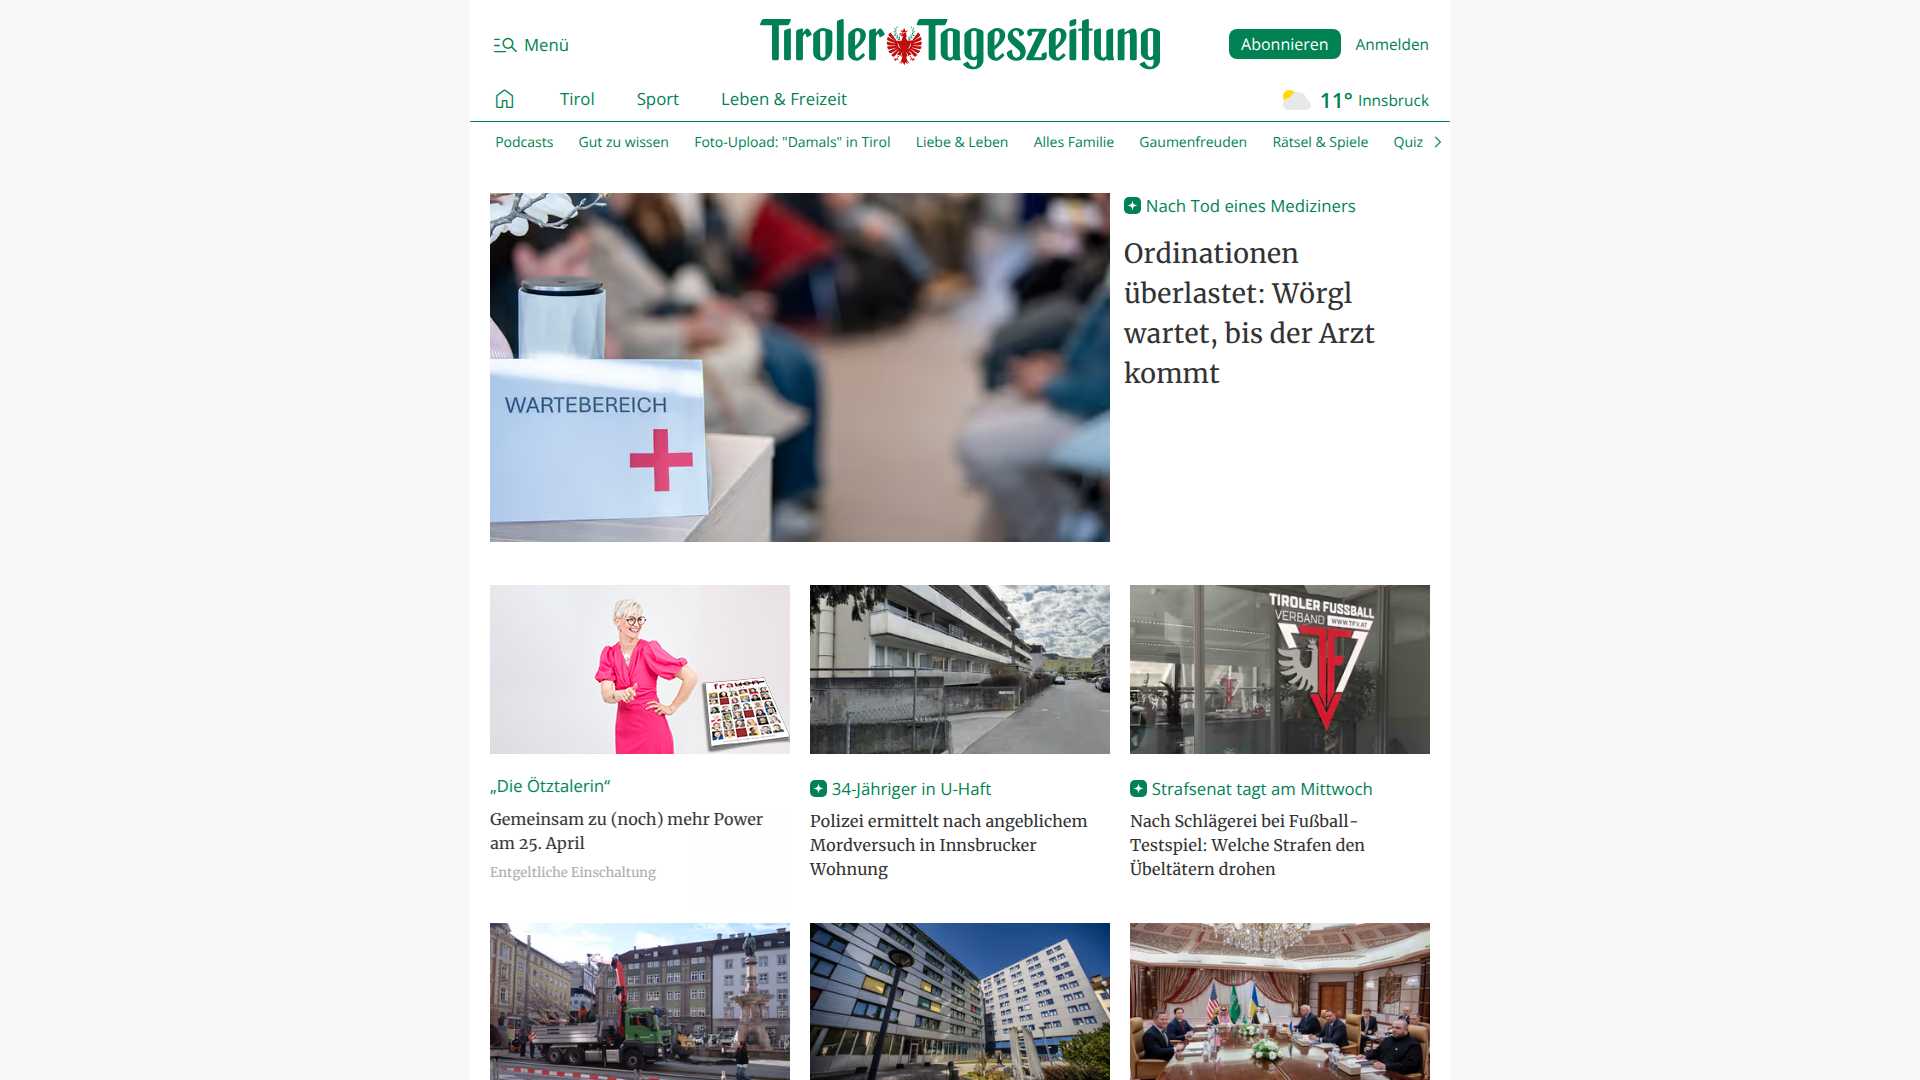 Menü
Tiroler Tageszeitung
Abonnieren
Anmelden
Tirol
Sport
Leben & Freizeit
11° Innsbruck
Podcasts
Gut zu wissen
Foto-Upload: "Damals" in Tirol
Liebe & Leben
Alles Familie
Gaumenfreuden
Rätsel & Spiele
Quiz
WARTEBEREICH
Nach Tod eines Mediziners
Ordinationen
überlastet: Wörgl
wartet, bis der Arzt
kommt
frauen
TIROLER FUSSBALL
VERBAND WWW.TFV.AT
„Die Ötztalerin“
Gemeinsam zu (noch) mehr Power
am 25. April
Entgeltliche Einschaltung
34-Jähriger in U-Haft
Polizei ermittelt nach angeblichem
Mordversuch in Innsbrucker
Wohnung
Strafsenat tagt am Mittwoch
Nach Schlägerei bei Fußball-
Testspiel: Welche Strafen den
Übeltätern drohen